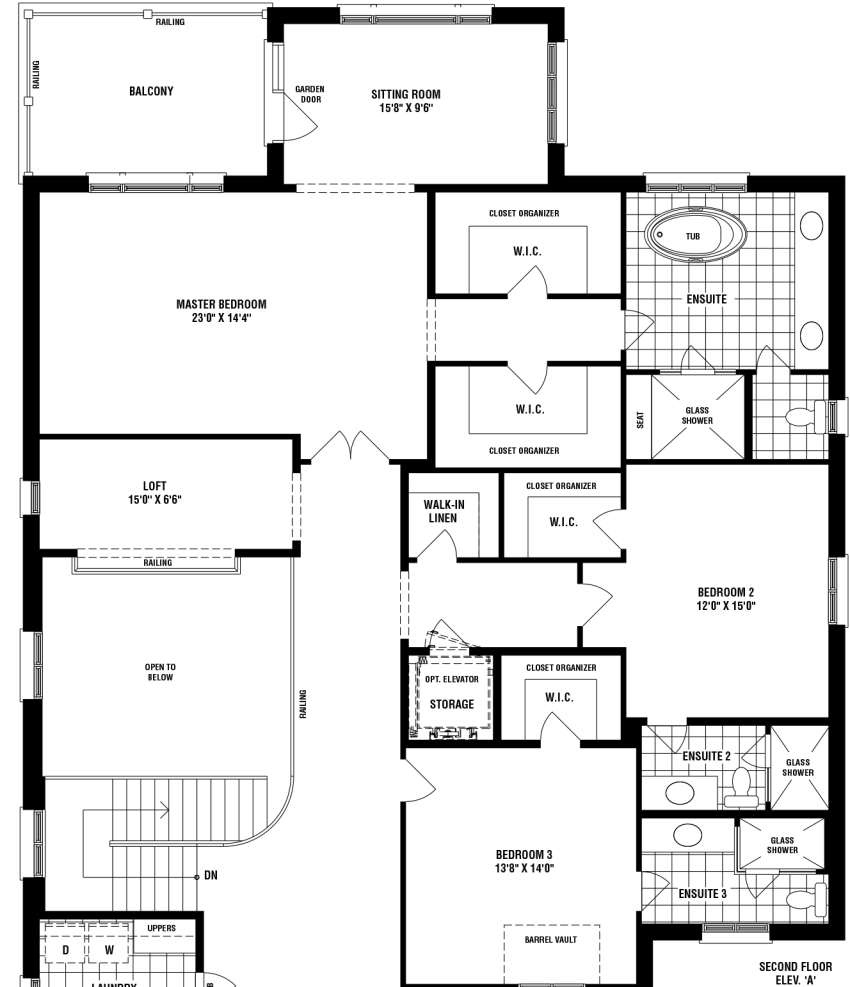 RAILING
RAILING
BALCONY
GARDEN
DOOR
SITTING ROOM
15'8" X 9'6"
CLOSET ORGANIZER
W.I.C.
TUB
ENSUITE
MASTER BEDROOM
23'0" X 14'4"
W.I.C.
CLOSET ORGANIZER
SEAT
GLASS
SHOWER
LOFT
15'0" X 6'6"
WALK-IN
LINEN
CLOSET ORGANIZER
W.I.C.
RAILING
BEDROOM 2
12'0" X 15'0"
OPEN TO
BELOW
RAILING
OPT. ELEVATOR
STORAGE
CLOSET ORGANIZER
W.I.C.
ENSUITE 2
GLASS
SHOWER
BEDROOM 3
13'8" X 14'0"
GLASS
SHOWER
ENSUITE 3
DN
UPPERS
D
W
LAUNDRY
BARREL VAULT
SECOND FLOOR
ELEV. 'A'